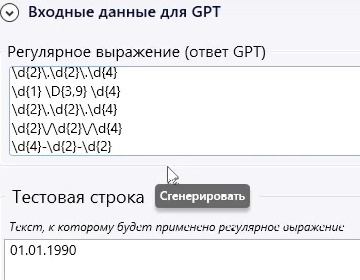 Входные данные для GPT
Регулярное выражение (ответ GPT)
\d{2}\.\d{2}\.\d{4}
\d{1} \D{3,9} \d{4}
\d{2}\.\d{2}\.\d{4}
\d{2}\/\d{2}\/\d{4}
\d{4}-\d{2}-\d{2}
Сгенерировать
Тестовая строка
Текст, к которому будет применено регулярное выражение
01.01.1990